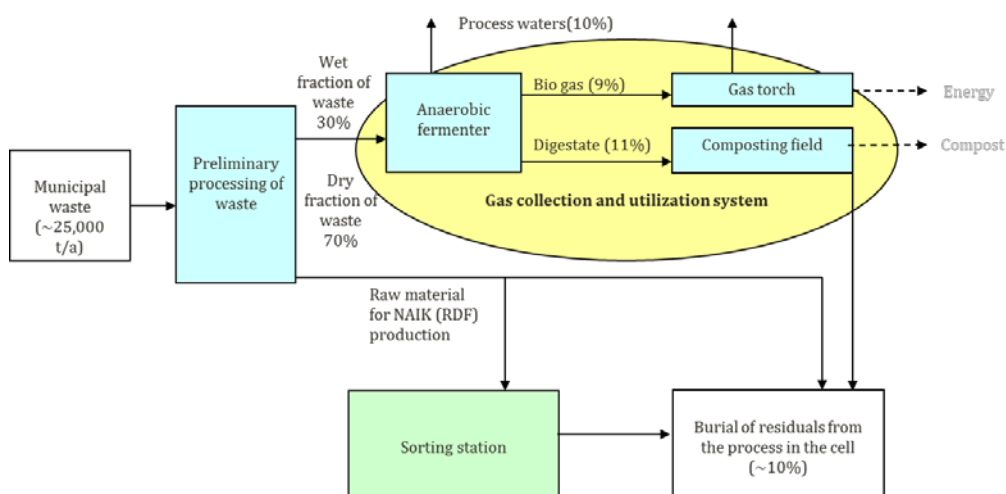 Process waters(10%)
Wet
fraction of
waste
30%
Bio gas (9%)
Gas torch
Energy
Anaerobic
fermenter
Digestate (11%)
Composting field
Compost
Preliminary
processing of
waste
Municipal
waste
(~25,000
t/a)
Dry
fraction of
waste
70%
Gas collection and utilization system
Raw material
for NAIK (RDF)
production
Sorting station
Burial of residuals from
the process in the cell
(~10%)